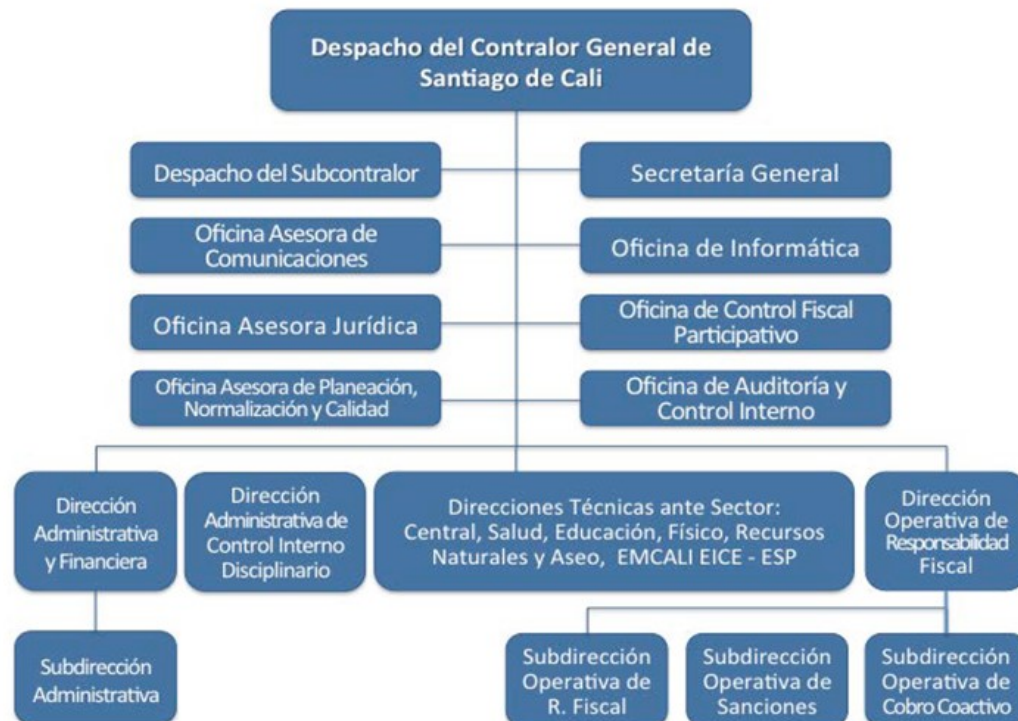 Despacho del Contralor General de
Santiago de Cali
Despacho del Subcontralor
Secretaría General
Oficina Asesora de
Comunicaciones
Oficina de Informática
Oficina Asesora Jurídica
Oficina de Control Fiscal
Participativo
Oficina Asesora de Planeación,
Normalización y Calidad
Oficina de Auditoría y
Control Interno
Dirección
Administrativa
y Financiera
Dirección
Administrativa de
Control Interno
Disciplinario
Direcciones Técnicas ante Sector:
Central, Salud, Educación, Físico, Recursos
Naturales y Aseo, EMCALI EICE - ESP
Dirección
Operativa de
Responsabilidad
Fiscal
Subdirección
Administrativa
Subdirección
Operativa de
R. Fiscal
Subdirección
Operativa de
Sanciones
Subdirección
Operativa de
Cobro Coactivo